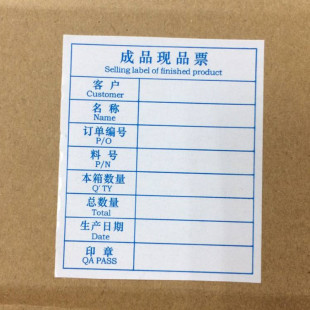 成品现品票
Selling label of finished product
客户
Customer
名称
Name
订单编号
P/O
料号
P/N
本箱数量
Q'TY
总数量
Total
生产日期
Date
印章
QA PASS